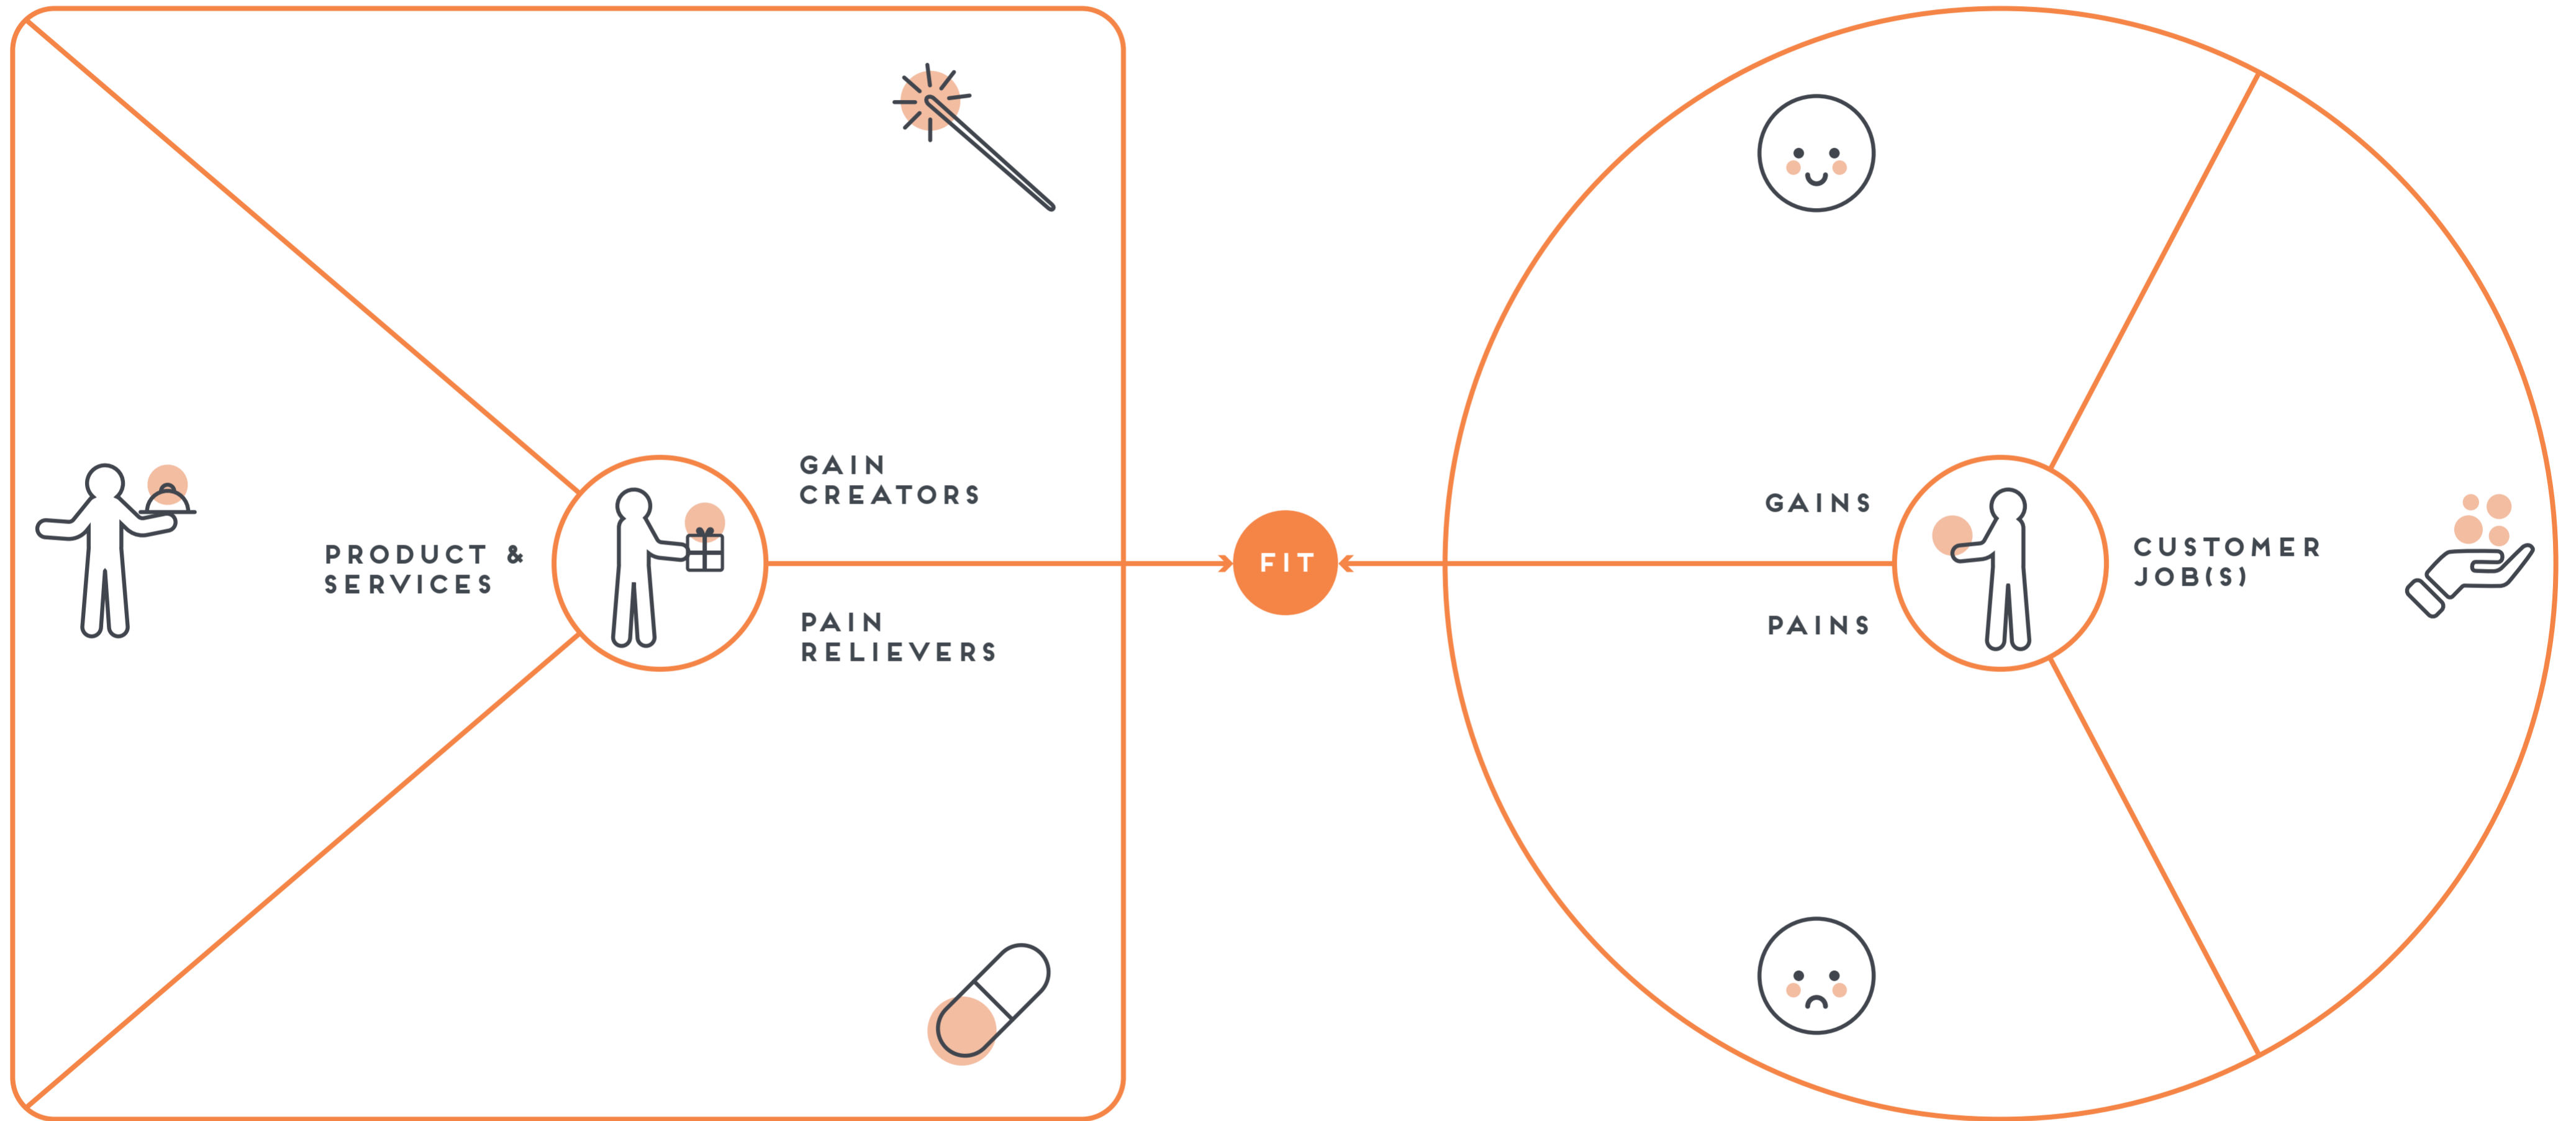 PRODUCT &
SERVICES
GAIN
CREATORS
PAIN
RELIEVERS
FIT
GAINS
PAINS
CUSTOMER
JOB(S)